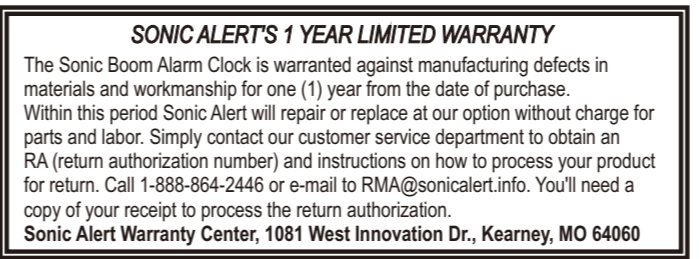 SONIC ALERT'S 1 YEAR LIMITED WARRANTY
The Sonic Boom Alarm Clock is warranted against manufacturing defects in
materials and workmanship for one (1) year from the date of purchase.
Within this period Sonic Alert will repair or replace at our option without charge for
parts and labor. Simply contact our customer service department to obtain an
RA (return authorization number) and instructions on how to process your product
for return. Call 1-888-864-2446 or e-mail to RMA@sonicalert.info. You'll need a
copy of your receipt to process the return authorization.
Sonic Alert Warranty Center, 1081 West Innovation Dr., Kearney, MO 64060